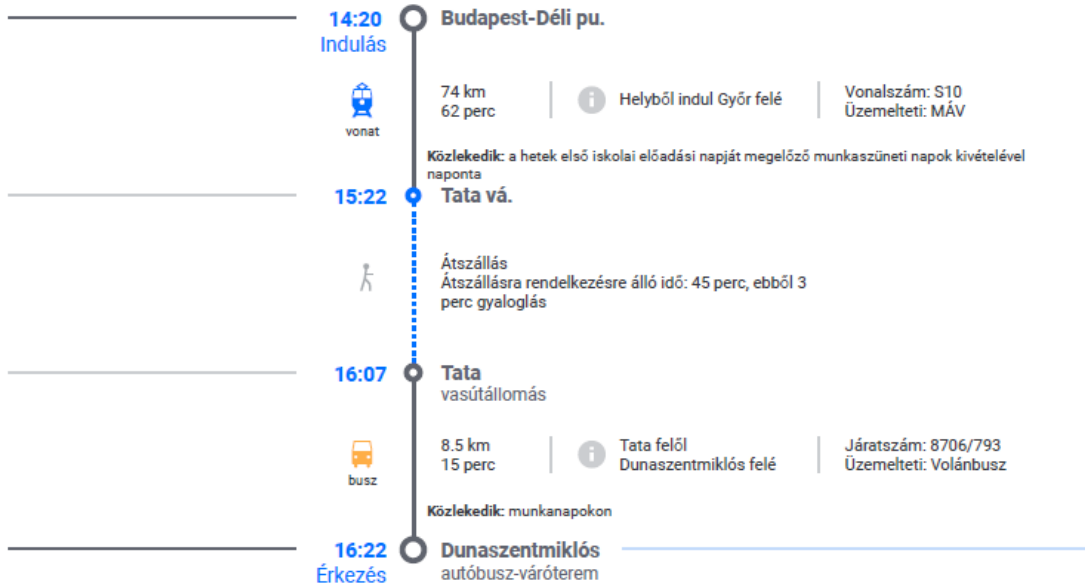 14:20 Budapest-Déli pu.
Indulás
74 km Helyből indul Győr felé Vonalszám: S10
62 perc Üzemelteti: MÁV
vonat
Közlekedik: a hetek első iskolai előadási napját megelőző munkaszüneti napok kivételével
naponta
15:22 Tata vá.
Átszállás
Átszállásra rendelkezésre álló idő: 45 perc, ebből 3
perc gyaloglás
16:07 Tata
vasútállomás
8.5 km Tata felől Járatszám: 8706/793
15 perc Dunaszentmiklós felé Üzemelteti: Volánbusz
busz
Közlekedik: munkanapokon
16:22 Dunaszentmiklós
Érkezés autóbusz-váróterem